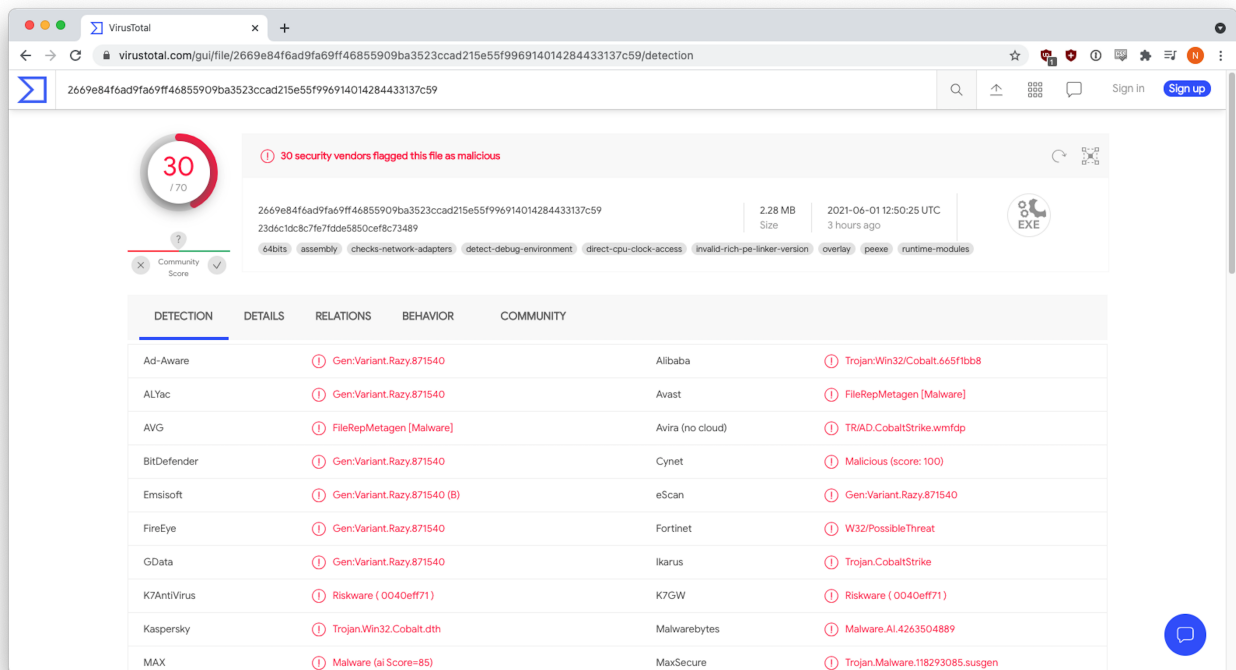 VirusTotal
virustotal.com/gui/file/2669e84f6ad9fa69ff46855909ba3523ccad215e55f996914014284433137c59/detection
1
N
2669e84f6ad9fa69ff46855909ba3523ccad215e55f996914014284433137c59
Sign in
Sign up
30
/ 70
30 security vendors flagged this file as malicious
2669e84f6ad9fa69ff46855909ba3523ccad215e55f996914014284433137c59
23d6c1dc8c7fe7fdde5850cef8c73489
2.28 MB
Size
2021-06-01 12:50:25 UTC
3 hours ago
EXE
?
Community
Score
64bits assembly checks-network-adapters detect-debug-environment direct-cpu-clock-access invalid-rich-pe-linker-version overlay peexe runtime-modules
DETECTION DETAILS RELATIONS BEHAVIOR COMMUNITY
Ad-Aware Gen:Variant.Razy.871540 Alibaba Trojan:Win32/Cobalt.665f1bb8
ALYac Gen:Variant.Razy.871540 Avast FileRepMetagen [Malware]
AVG FileRepMetagen [Malware] Avira (no cloud) TR/AD.CobaltStrike.wmfdp
BitDefender Gen:Variant.Razy.871540 Cynet Malicious (score: 100)
Emsisoft Gen:Variant.Razy.871540 (B) eScan Gen:Variant.Razy.871540
FireEye Gen:Variant.Razy.871540 Fortinet W32/PossibleThreat
GData Gen:Variant.Razy.871540 Ikarus Trojan.CobaltStrike
K7AntiVirus Riskware ( 0040eff71 ) K7GW Riskware ( 0040eff71 )
Kaspersky Trojan.Win32.Cobalt.dth Malwarebytes Malware.AI.4263504889
MAX Malware (ai Score=85) MaxSecure Trojan.Malware.118293085.susgen